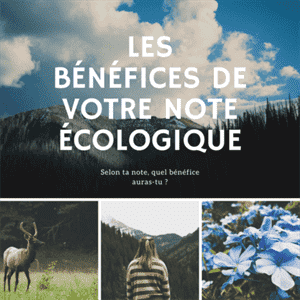 LES
BÉNÉFICES DE
VOTRE NOTE
ÉCOLOGIQUE
Selon ta note, quel bénéfice
auras-tu ?